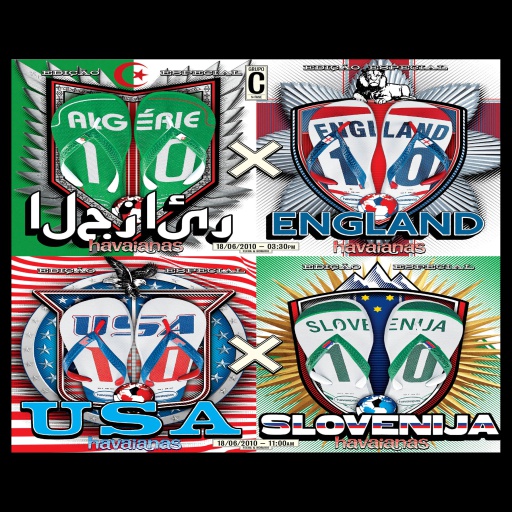 EDIÇÃO ESPECIAL
GRUPO
C
EDIÇÃO ESPECIAL
ALGÉRIE
10
ENGLAND
10
×
الجزائر
ENGLAND
havaianas
18/06/2010 – 03:30PM
havaianas
EDIÇÃO ESPECIAL
EDIÇÃO ESPECIAL
USA
10
SLOVENIJA
10
×
USA
SLOVENIJA
havaianas
18/06/2010 – 11:00AM
havaianas